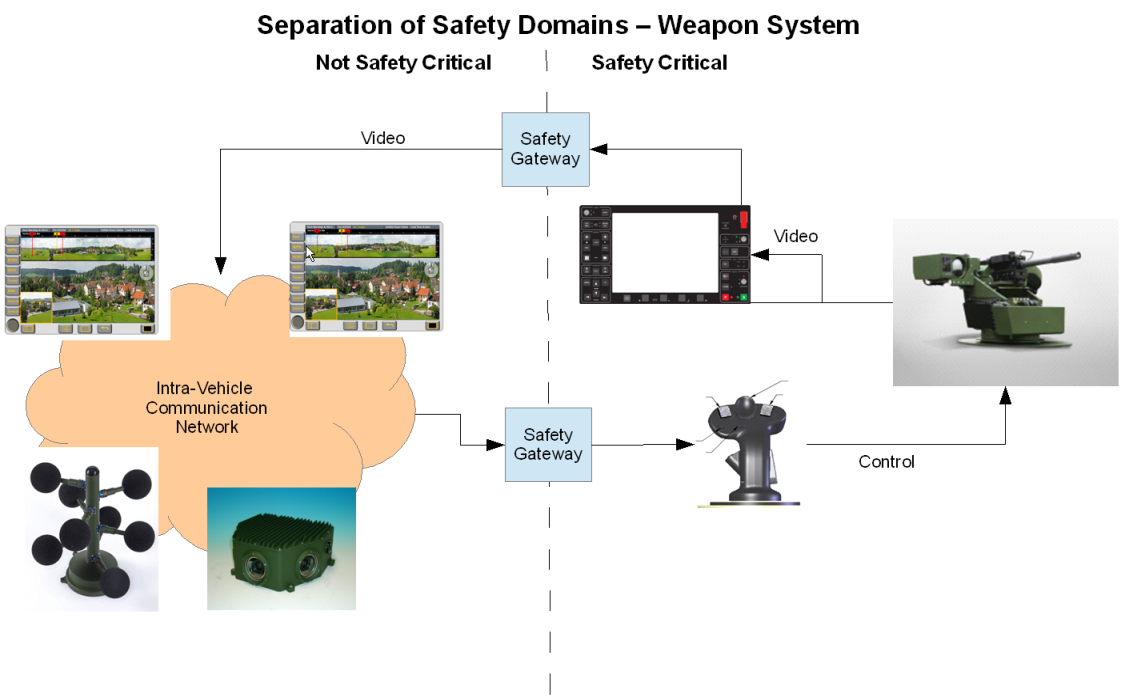 Separation of Safety Domains – Weapon System
Not Safety Critical
Safety Critical
Safety
Gateway
Video
Video
Intra-Vehicle
Communication
Network
Safety
Gateway
Control